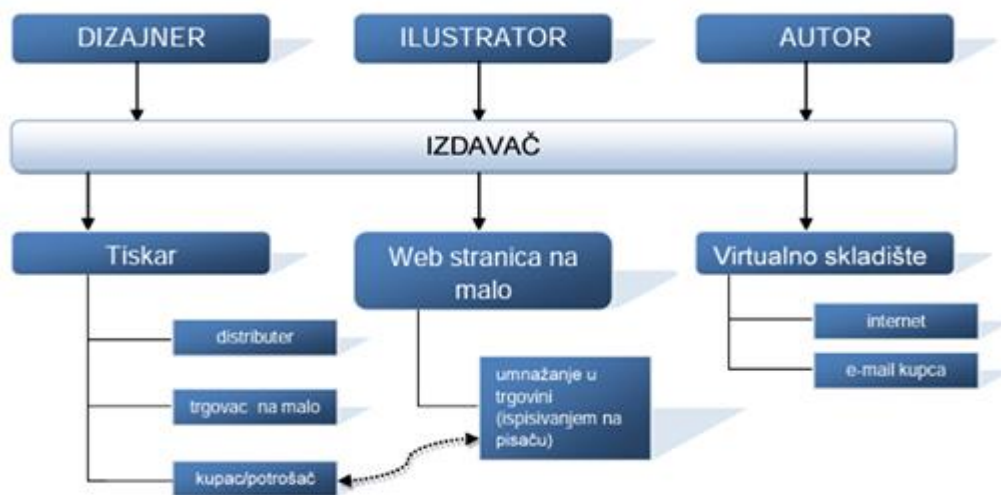 DIZAJNER
ILUSTRATOR
AUTOR
IZDAVAČ
Tiskar
Web stranica na
malo
Virtualno skladište
distributer
trgovac na malo
kupac/potrošač
umnažanje u
trgovini
(ispisivanjem na
pisaču)
internet
e-mail kupca